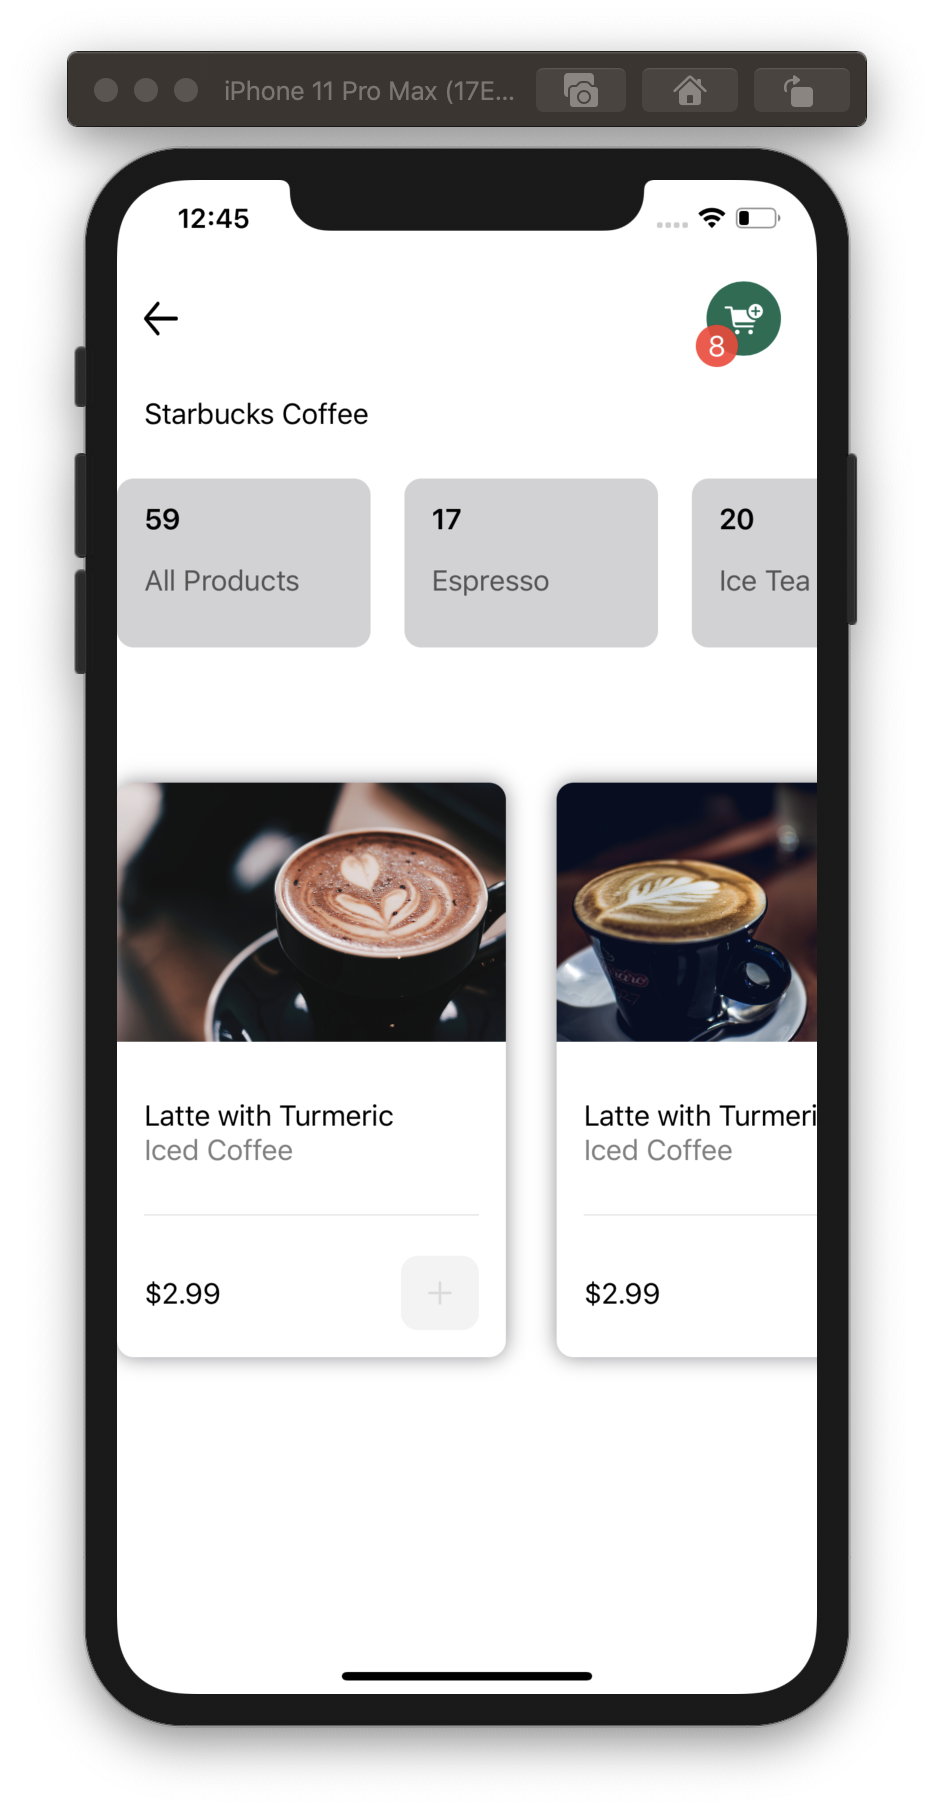 iPhone 11 Pro Max (17E...
12:45
8
Starbucks Coffee
59
17
20
All Products
Espresso
Ice Tea
Latte with Turmeric
Latte with Turmeri
Iced Coffee
Iced Coffee
$2.99
+
$2.99